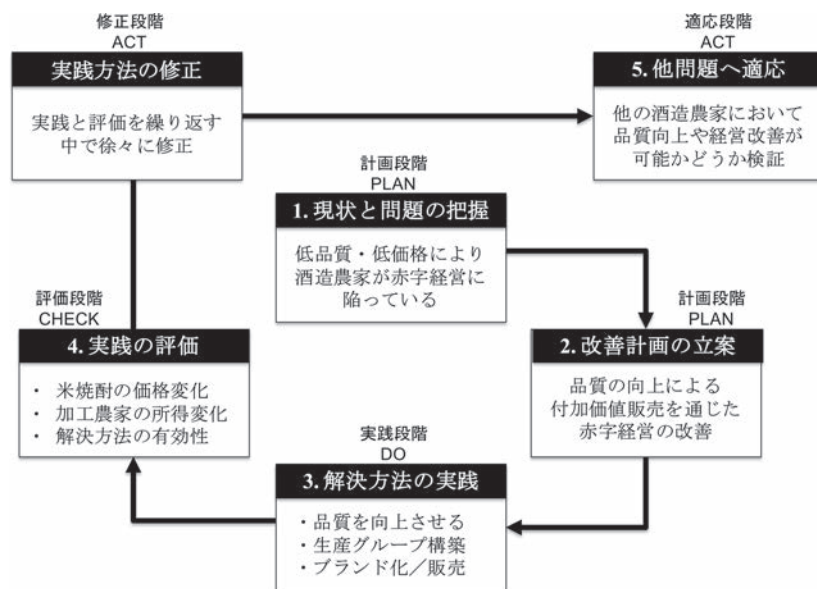 修正段階
ACT
実践方法の修正
実践と評価を繰り返す
中で徐々に修正
適応段階
ACT
5. 他問題へ適応
他の酒造農家において
品質向上や経営改善が
可能かどうか検証
計画段階
PLAN
1. 現状と問題の把握
低品質・低価格により
酒造農家が赤字経営に
陥っている
計画段階
PLAN
2. 改善計画の立案
品質の向上による
付加価値販売を通じた
赤字経営の改善
実践段階
DO
3. 解決方法の実践
・品質を向上させる
・生産グループ構築
・ブランド化／販売
評価段階
CHECK
4. 実践の評価
・ 米焼酎の価格変化
・ 加工農家の所得変化
・ 解決方法の有効性